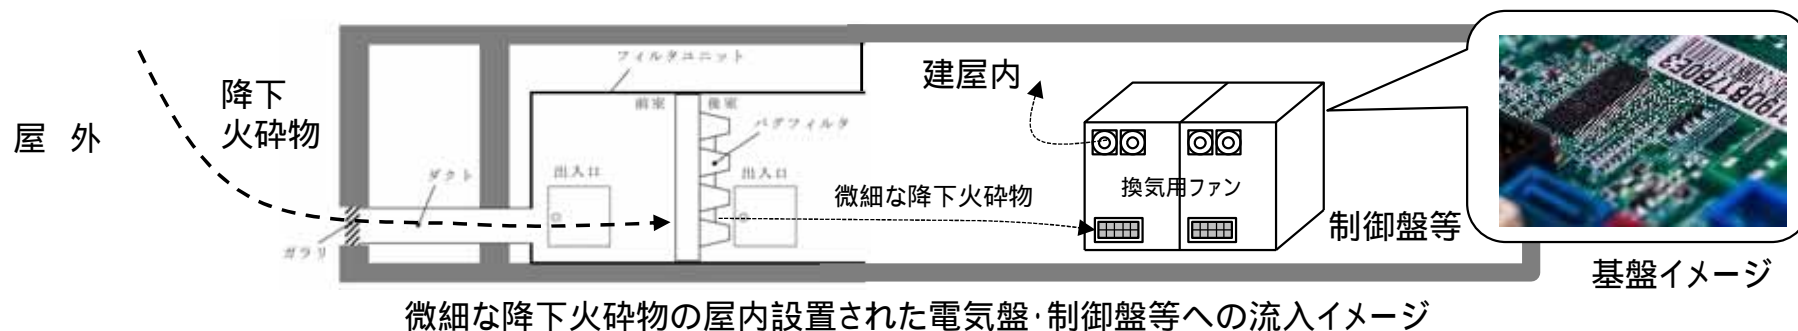 屋 外
降下
火砕物
フィルタユニット
前室
後室
バグフィルタ
ダクト
出入口
出入口
ガラリ
微細な降下火砕物
建屋内
換気用ファン
制御盤等
基盤イメージ
微細な降下火砕物の屋内設置された電気盤・制御盤等への流入イメージ